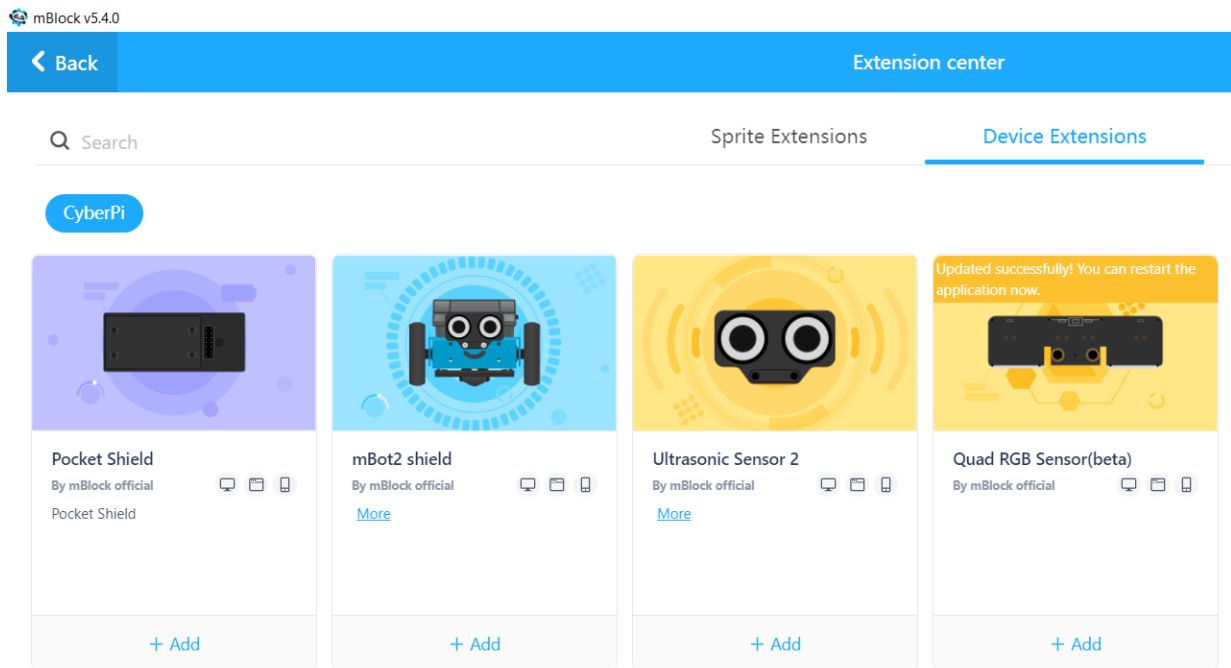 mBlock v5.4.0
Back
Extension center
Search
Sprite Extensions
Device Extensions
CyberPi
Updated successfully! You can restart the
application now.
Pocket Shield
By mBlock official
Pocket Shield
+ Add
mBot2 shield
By mBlock official
More
+ Add
Ultrasonic Sensor 2
By mBlock official
More
+ Add
Quad RGB Sensor(beta)
By mBlock official
+ Add